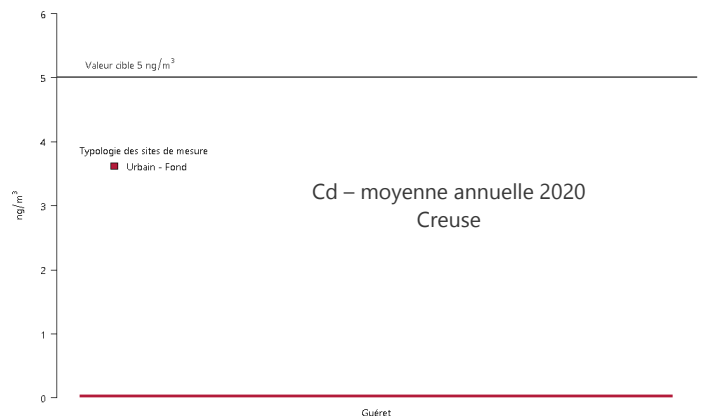 6
Valeur cible 5 ng/m³
5
4
Typologie des sites de mesure
Urbain - Fond
Cd – moyenne annuelle 2020
Creuse
ng/m³
3
2
1
0
Guéret